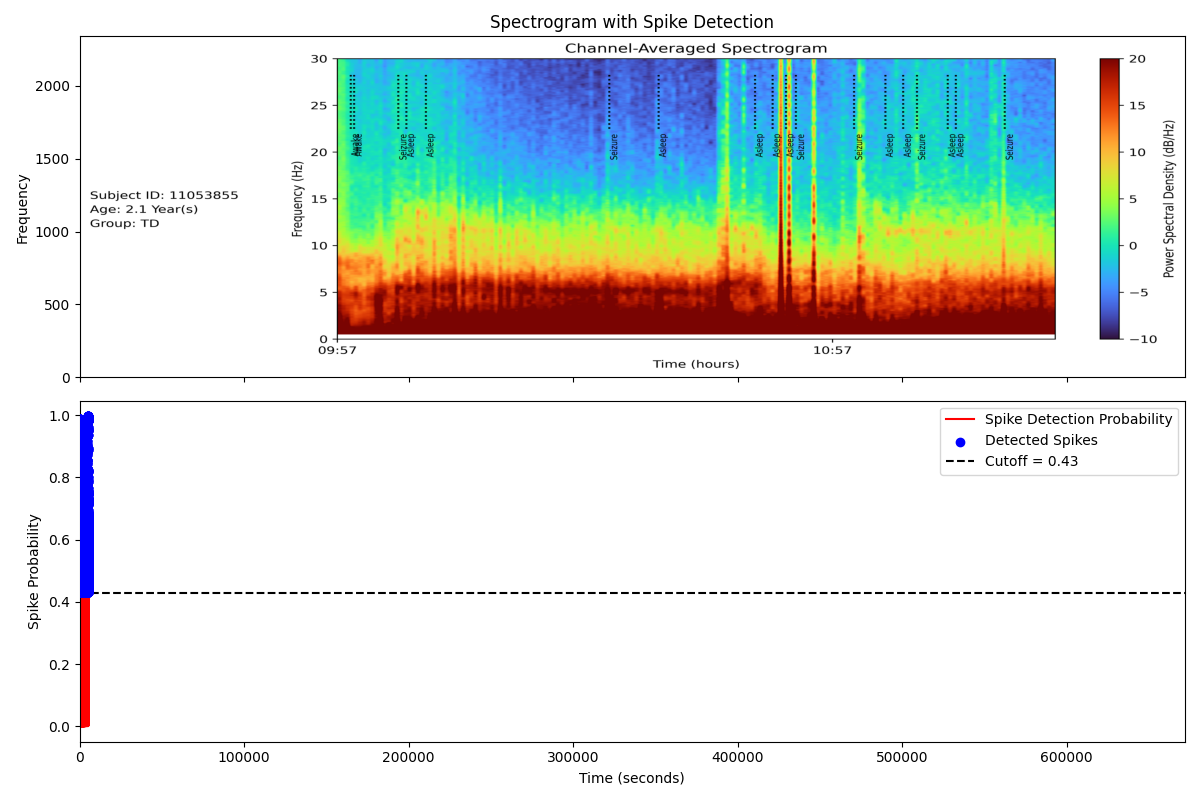 Spectrogram with Spike Detection
Channel-Averaged Spectrogram
Frequency
2000
1500
1000
500
0
Subject ID: 11053855
Age: 2.1 Year(s)
Group: TD
Frequency (Hz)
30
25
20
15
10
5
0
Awake
Awake
Seizure
Asleep
Asleep
Seizure
Asleep
Asleep
Asleep
Asleep
Seizure
Seizure
Asleep
Asleep
Seizure
Asleep
Asleep
Seizure
09:57
10:57
Time (hours)
20
15
10
5
0
−5
−10
Power Spectral Density (dB/Hz)
Spike Probability
1.0
0.8
0.6
0.4
0.2
0.0
Spike Detection Probability
Detected Spikes
Cutoff = 0.43
0
100000
200000
300000
400000
500000
600000
Time (seconds)